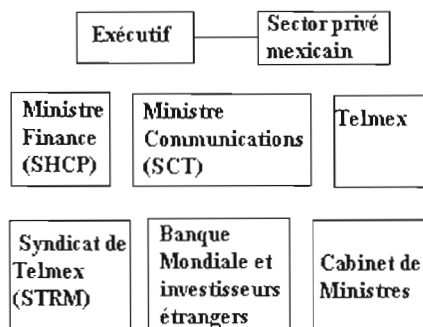 Exécutif
Sector privé
mexicain
Ministre
Finance
(SHCP)
Ministre
Communications
(SCT)
Telmex
Syndicat de
Telmex
(STRM)
Banque
Mondiale et
investisseurs
étrangers
Cabinet de
Ministres